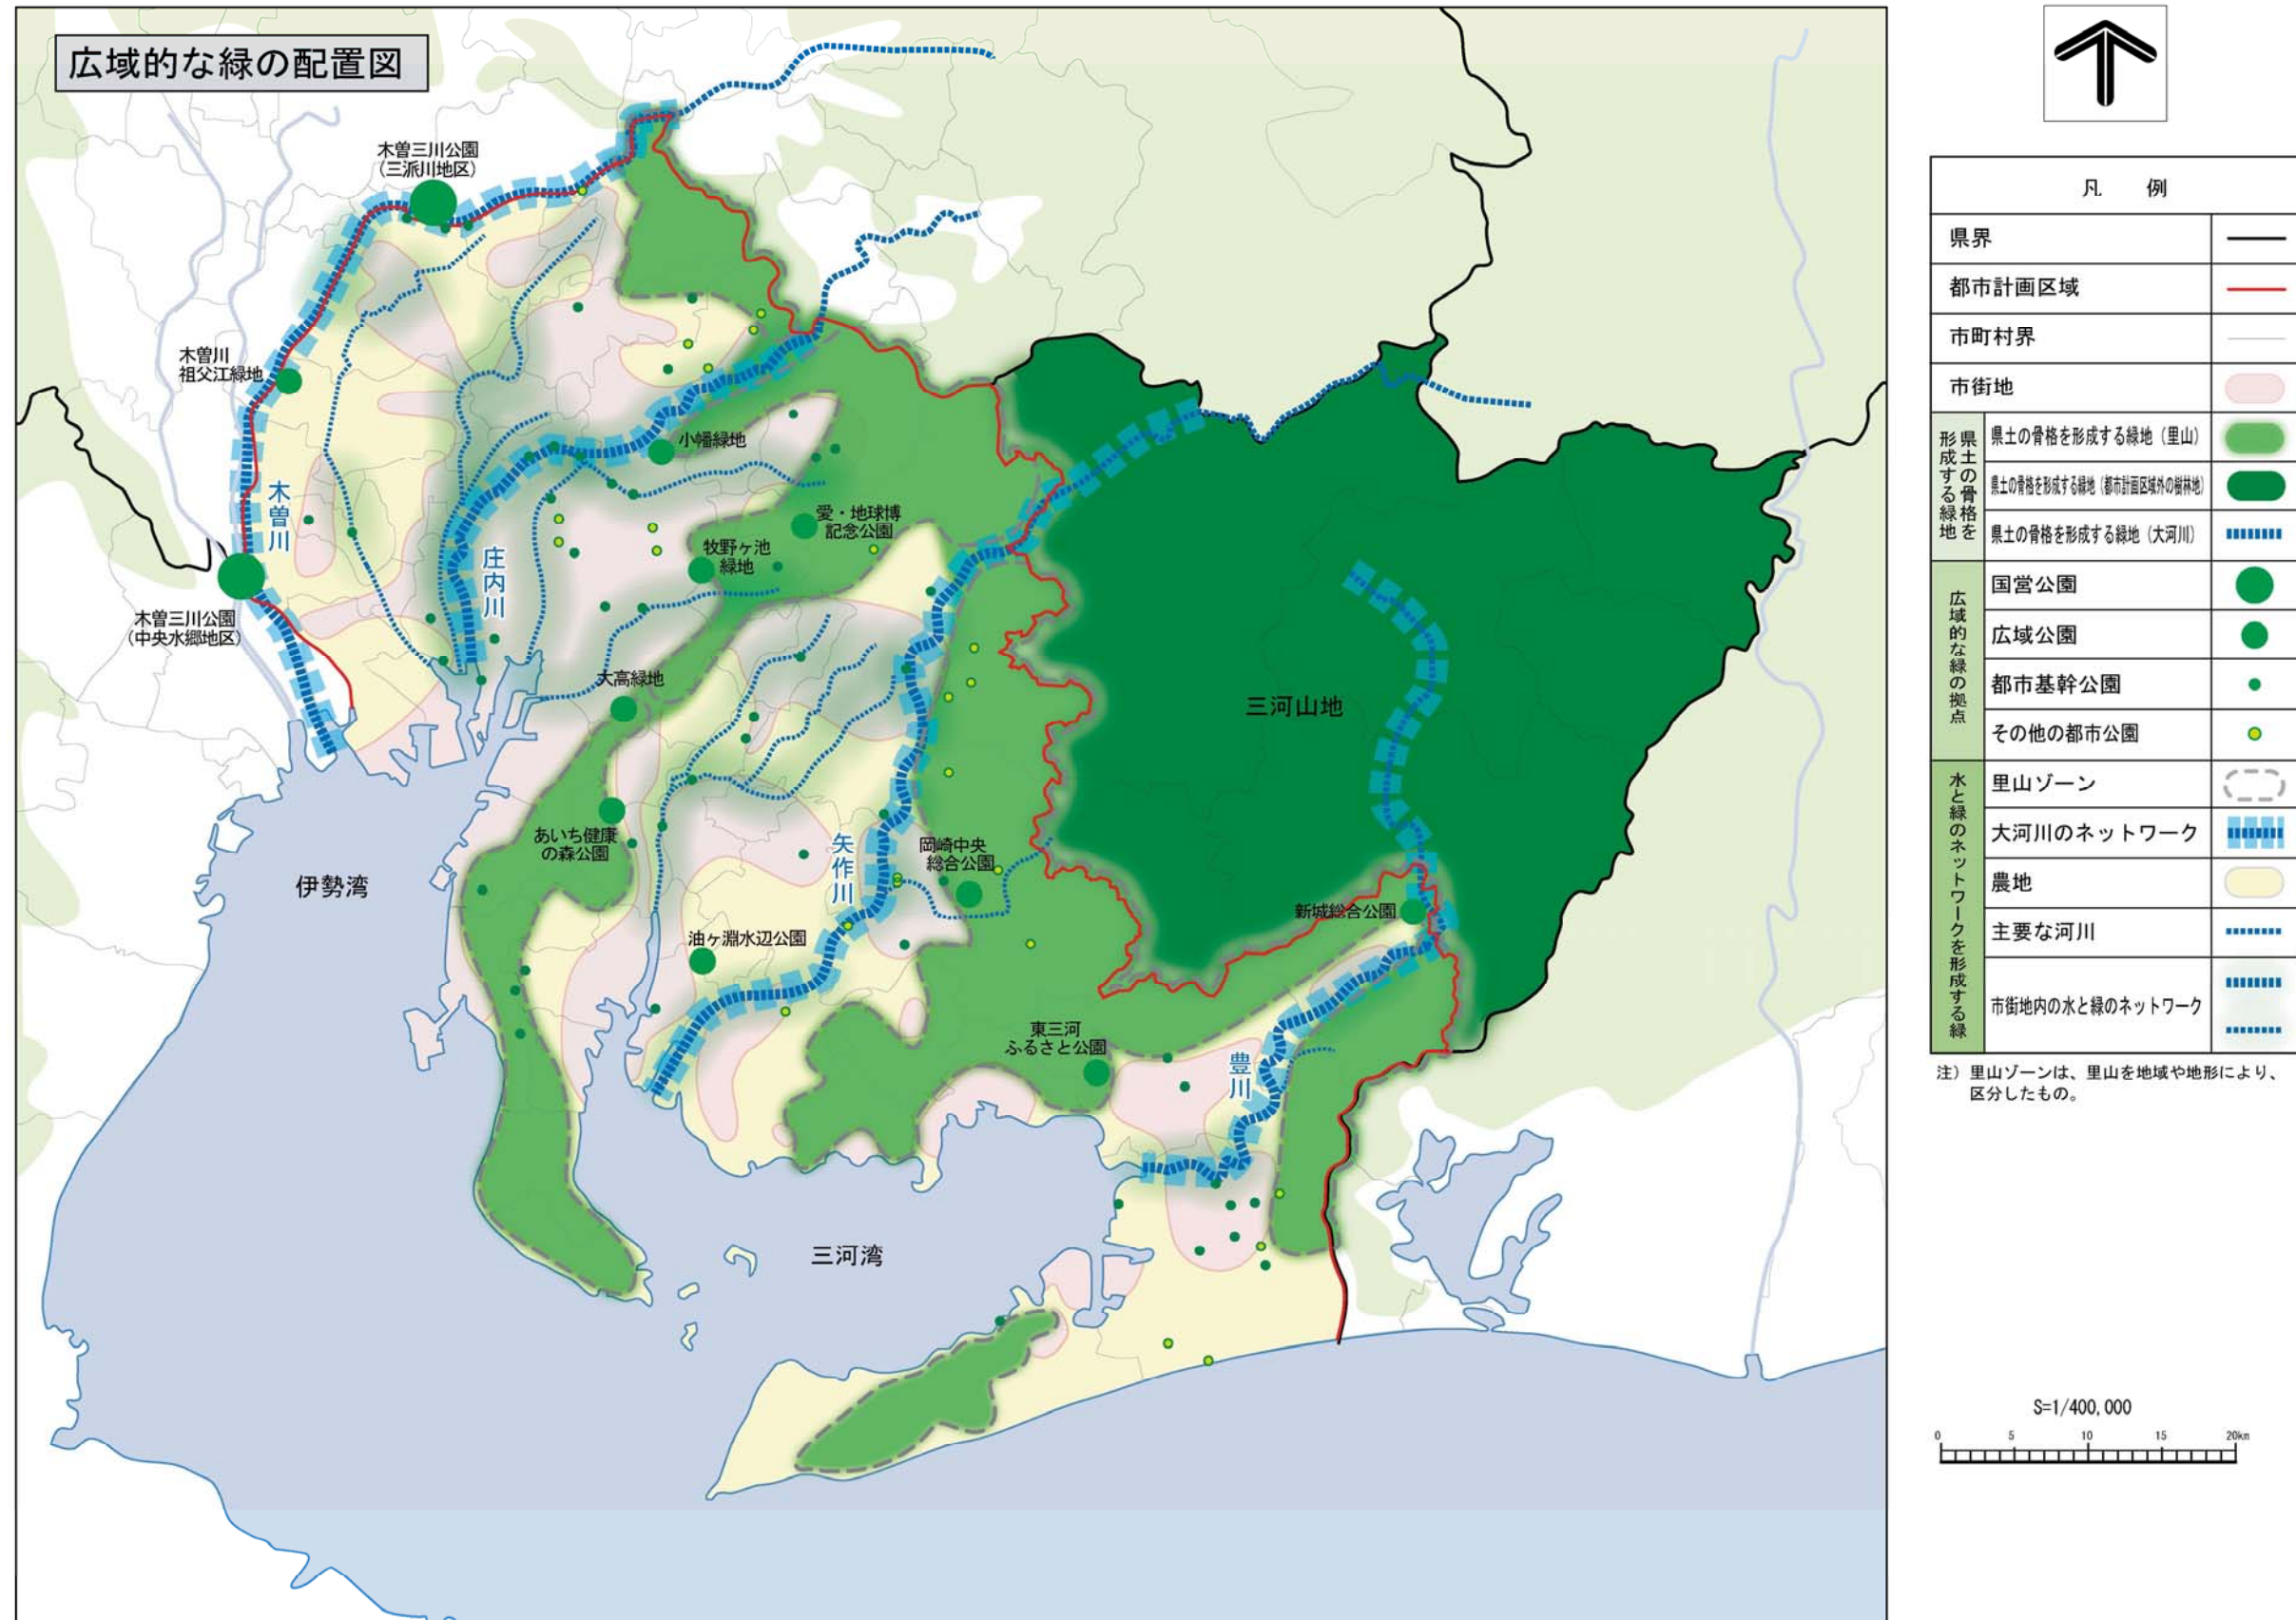 広域的な緑の配置図
木曽三川公園
（三派川地区）
木曽川
祖父江緑地
木曽川
木曽三川公園
（中央水郷地区）
庄内川
小幡緑地
愛・地球博
記念公園
牧野ヶ池
緑地
大高緑地
あいち健康
の森公園
伊勢湾
矢作川
岡崎中央
総合公園
油ヶ淵水辺公園
三河山地
新城総合公園
東三河
ふるさと公園
豊川
三河湾
凡　例
県界
都市計画区域
市町村界
市街地
県土の骨格を
形成する緑地
県土の骨格を形成する緑地（里山）
県土の骨格を形成する緑地（都市計画区域外の樹林地）
県土の骨格を形成する緑地（大河川）
広域的な緑の拠点
国営公園
広域公園
都市基幹公園
その他の都市公園
水と緑のネットワークを形成する緑
里山ゾーン
大河川のネットワーク
農地
主要な河川
市街地内の水と緑のネットワーク
注）里山ゾーンは、里山を地域や地形により、
区分したもの。
S=1/400,000
0 5 10 15 20km